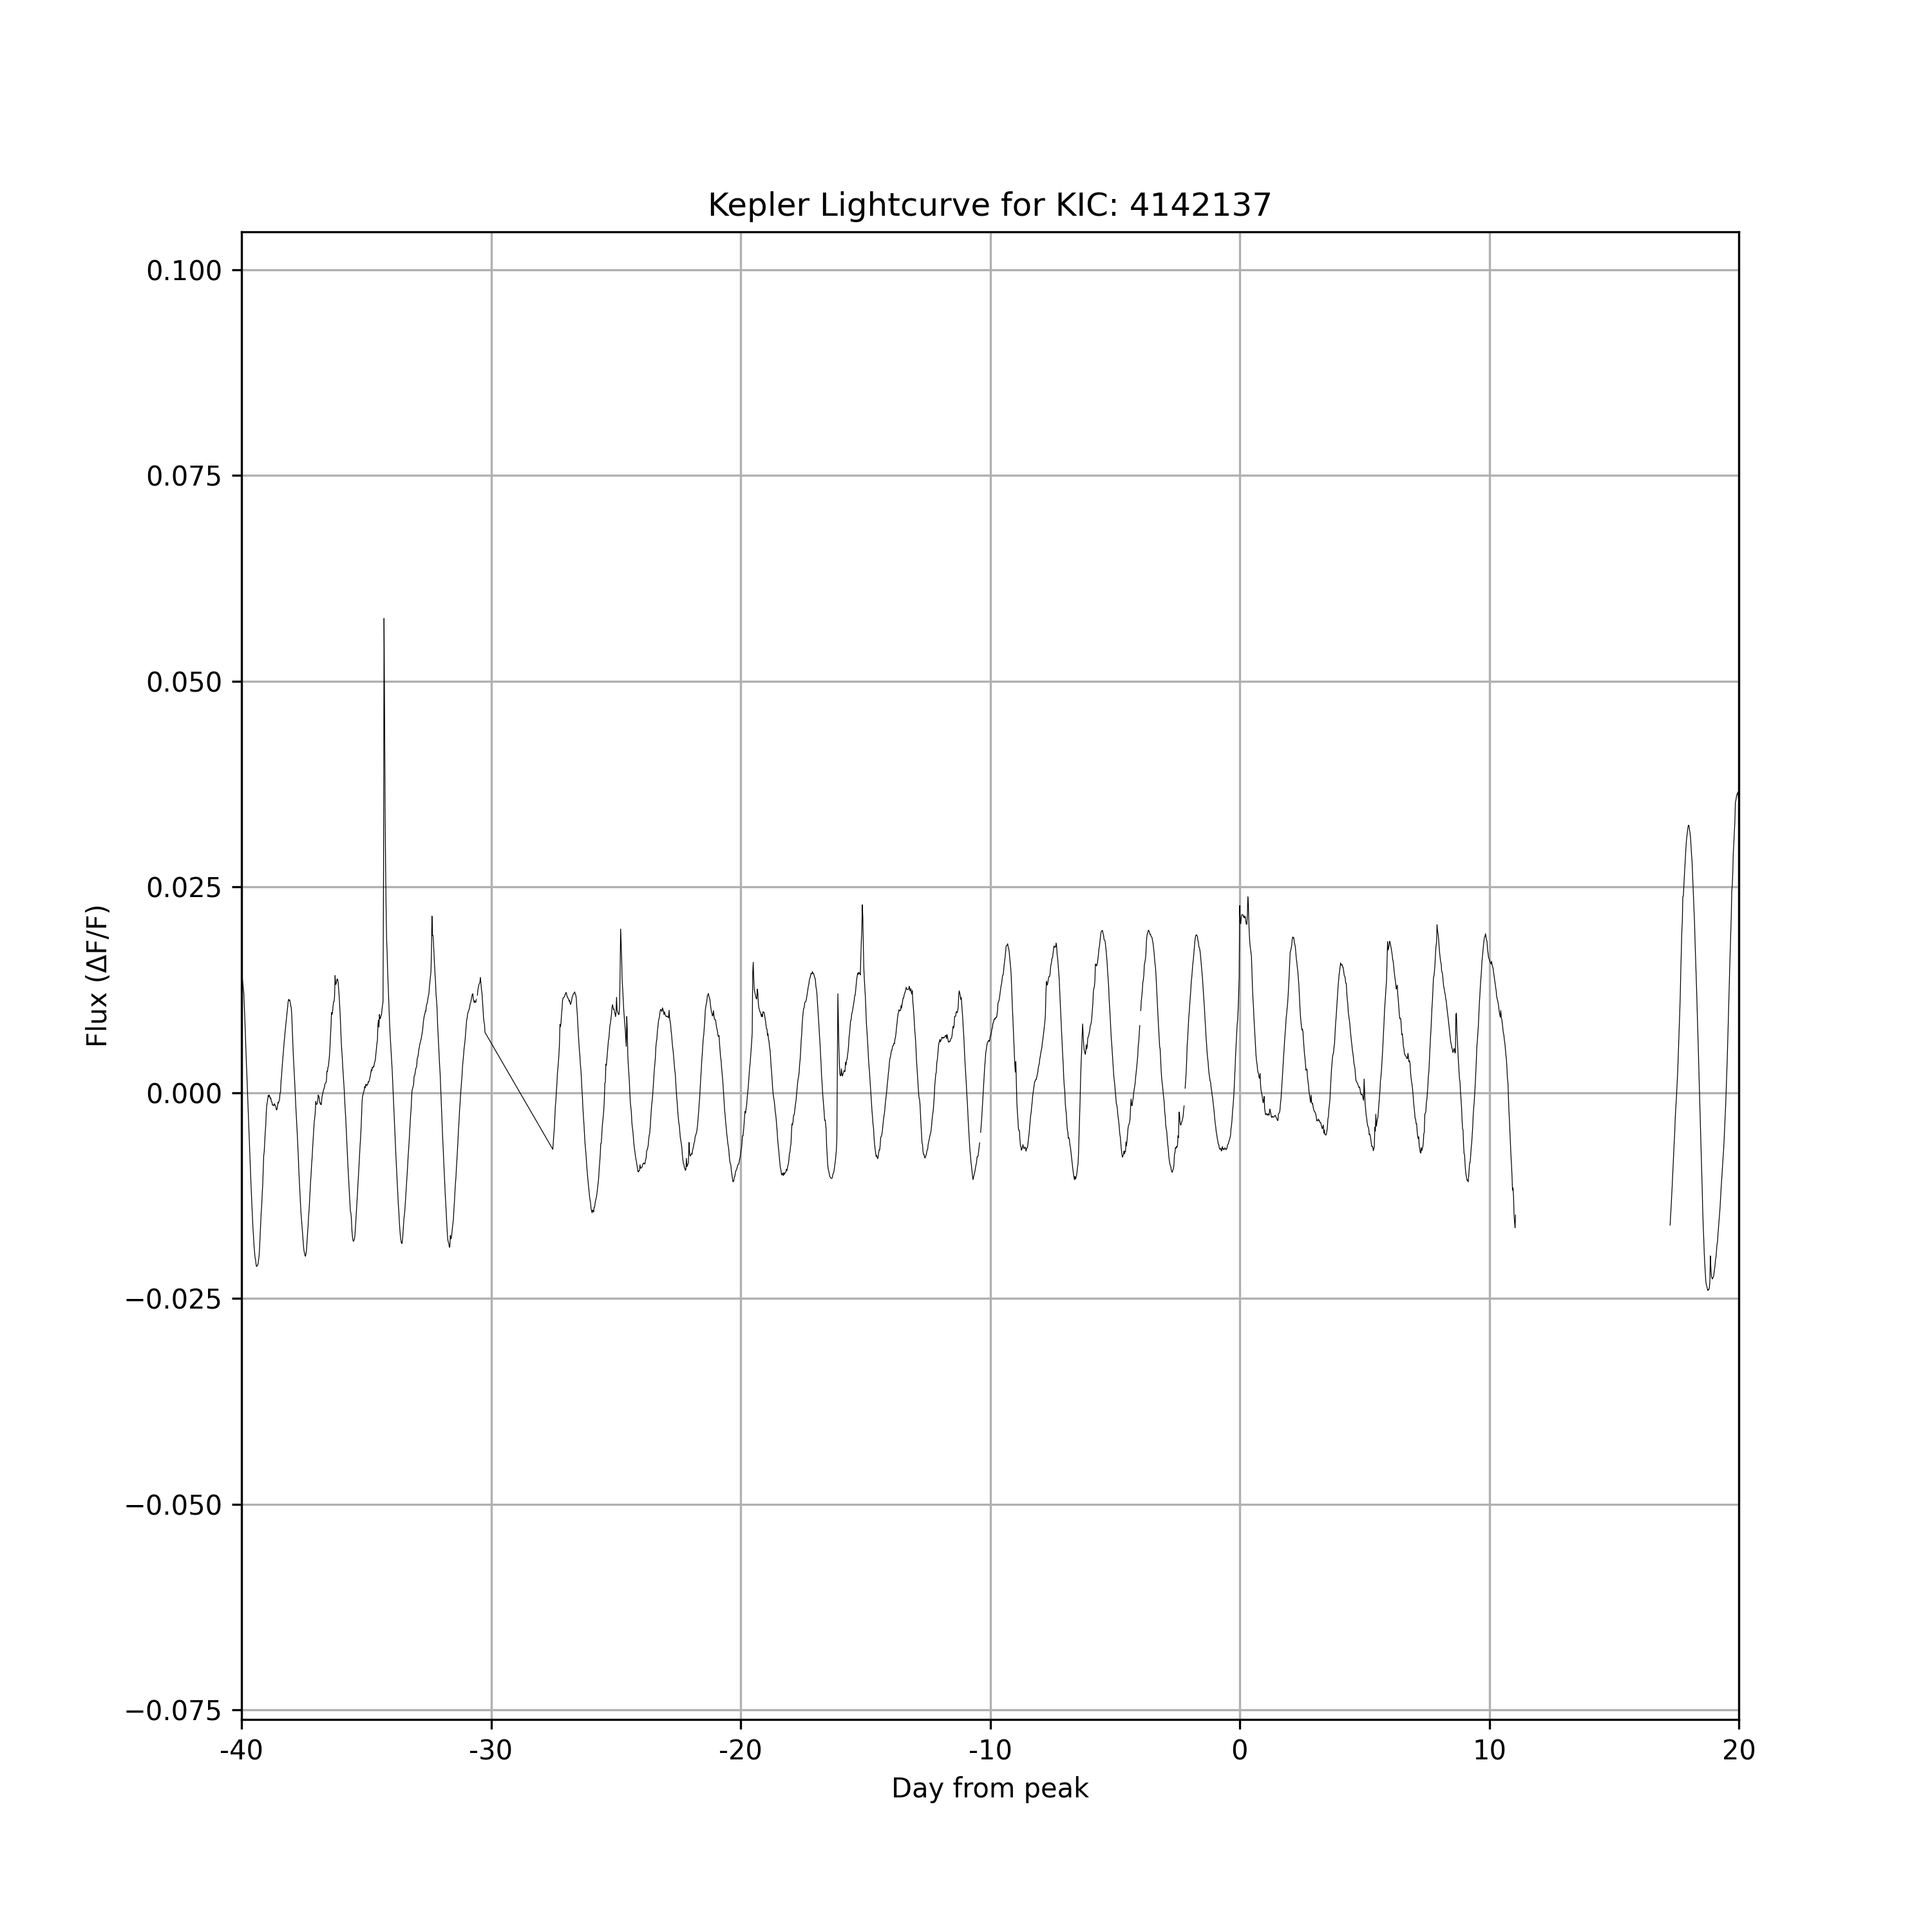 Kepler Lightcurve for KIC: 4142137
0.100
0.075
0.050
0.025
0.000
−0.025
−0.050
−0.075
Flux (ΔF/F)
-40 -30 -20 -10 0 10 20
Day from peak